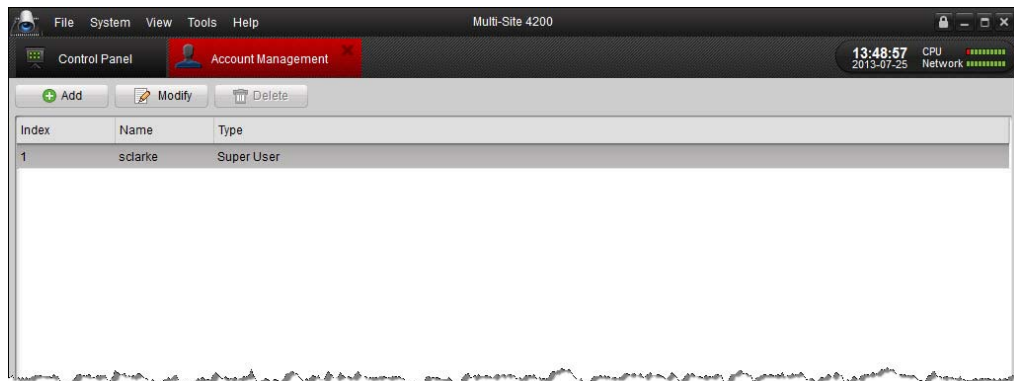 File System View Tools Help Multi-Site 4200
Control Panel Account Management 13:48:57 CPU
2013-07-25 Network
Add Modify Delete
Index Name Type
1 sclarke Super User